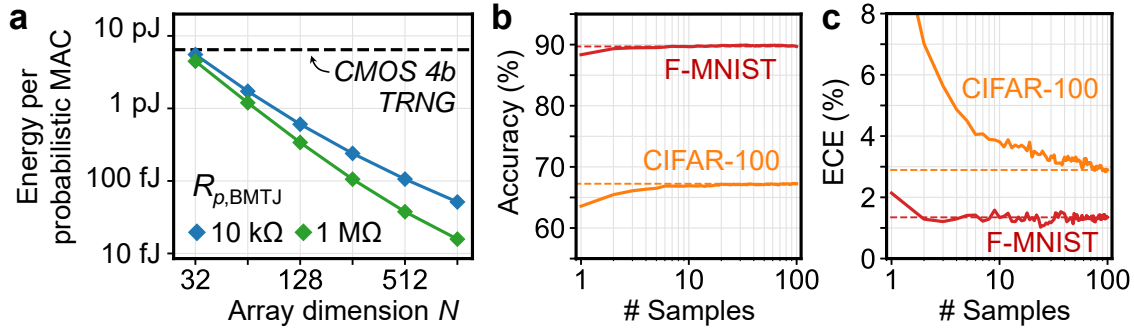 a
Energy per
probabilistic MAC
10 pJ
1 pJ
100 fJ
10 fJ
CMOS 4b
TRNG
R_p,BMTJ
10 kΩ
1 MΩ
32
128
512
Array dimension N
b
Accuracy (%)
90
80
70
60
F-MNIST
CIFAR-100
1
10
100
# Samples
c
ECE (%)
8
6
4
2
0
CIFAR-100
F-MNIST
1
10
100
# Samples